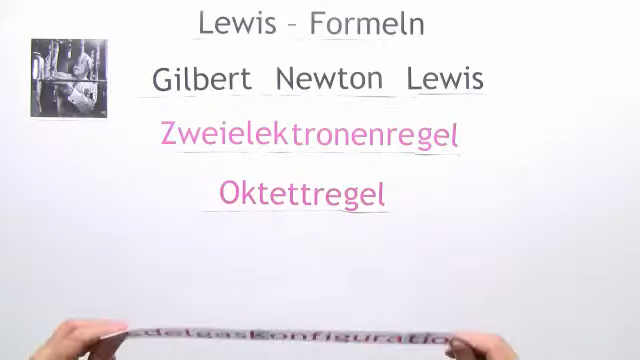 Lewis – Formeln
Gilbert Newton Lewis
Zweielektronenregel
Oktettregel